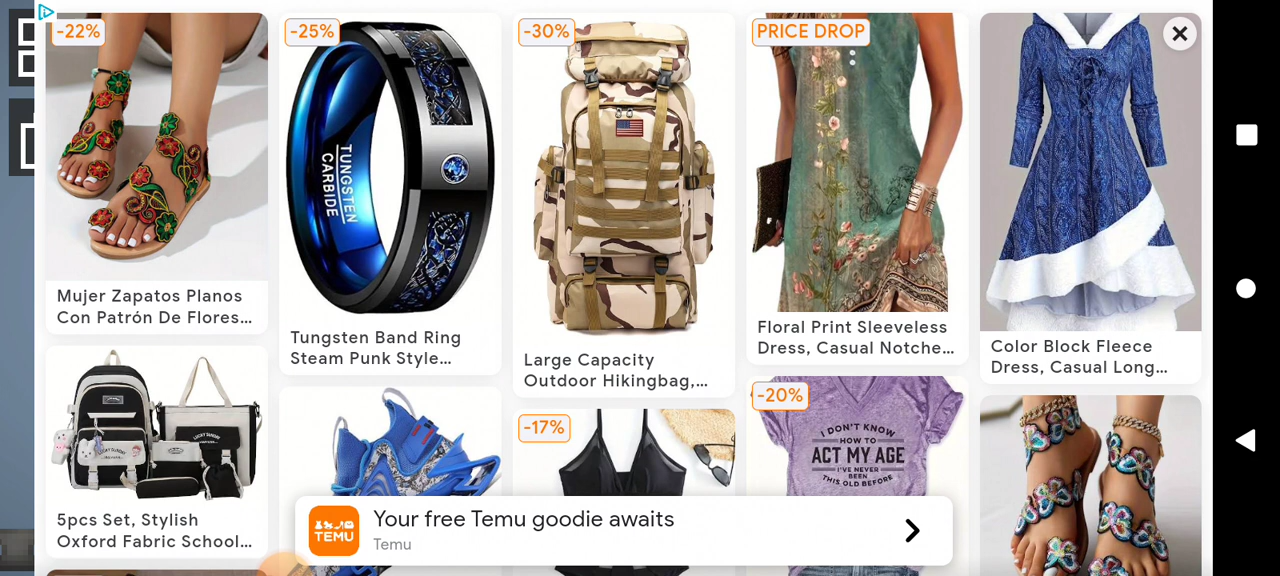 -22%
Mujer Zapatos Planos
Con Patrón De Flores...
5pcs Set, Stylish
Oxford Fabric School...
-25%
TUNGSTEN
CARBIDE
Tungsten Band Ring
Steam Punk Style...
-30%
Large Capacity
Outdoor Hikingbag,...
-17%
PRICE DROP
Floral Print Sleeveless
Dress, Casual Notche...
-20%
I DON'T KNOW
HOW TO
ACT MY AGE
I'VE NEVER
BEEN
THIS OLD BEFORE
Color Block Fleece
Dress, Casual Long...
TEMU
Your free Temu goodie awaits
Temu